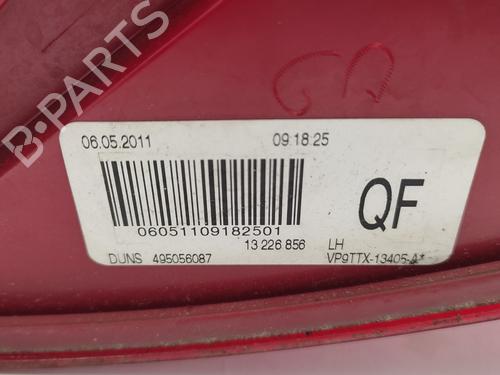 B-PARTS
06.05.2011 09:18:25
06051109182501
QF
13 226 856 LH
DUNS 495056087 VP9TTX-13405-A*